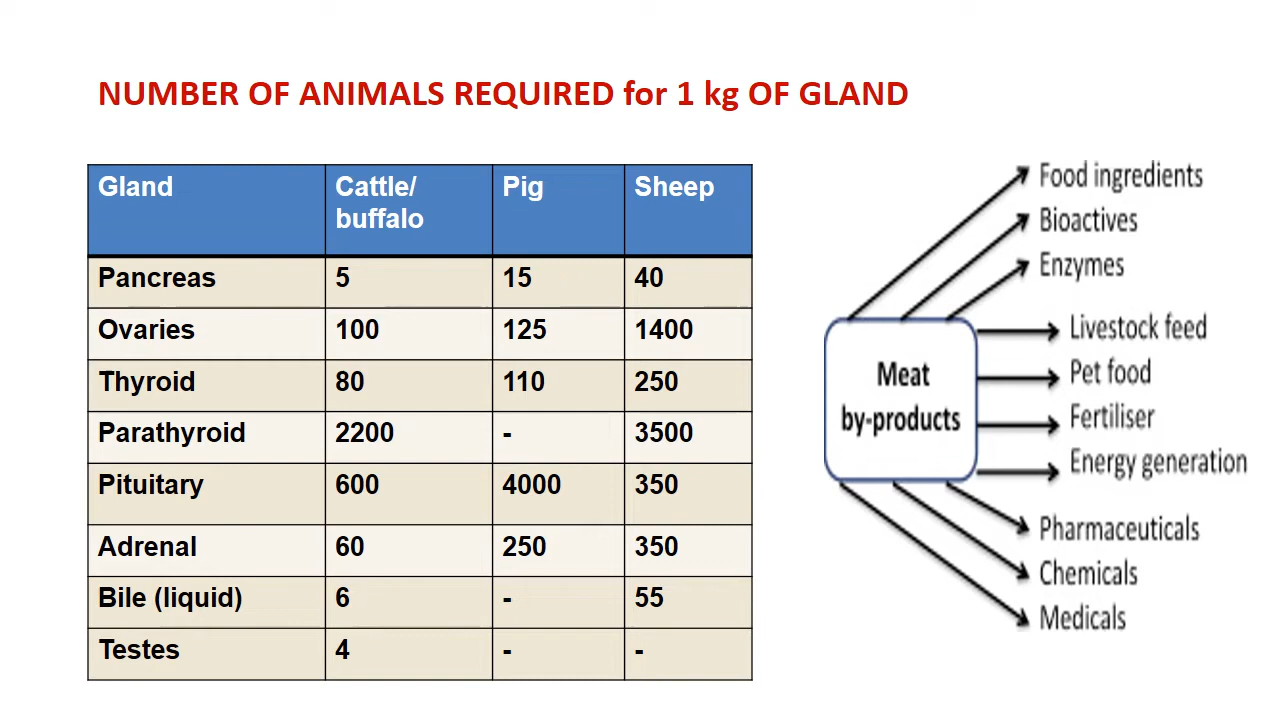 NUMBER OF ANIMALS REQUIRED for 1 kg OF GLAND
Gland Cattle/ buffalo Pig Sheep
Pancreas 5 15 40
Ovaries 100 125 1400
Thyroid 80 110 250
Parathyroid 2200 - 3500
Pituitary 600 4000 350
Adrenal 60 250 350
Bile (liquid) 6 - 55
Testes 4 - -
Meat
by-products
Food ingredients
Bioactives
Enzymes
Livestock feed
Pet food
Fertiliser
Energy generation
Pharmaceuticals
Chemicals
Medicals